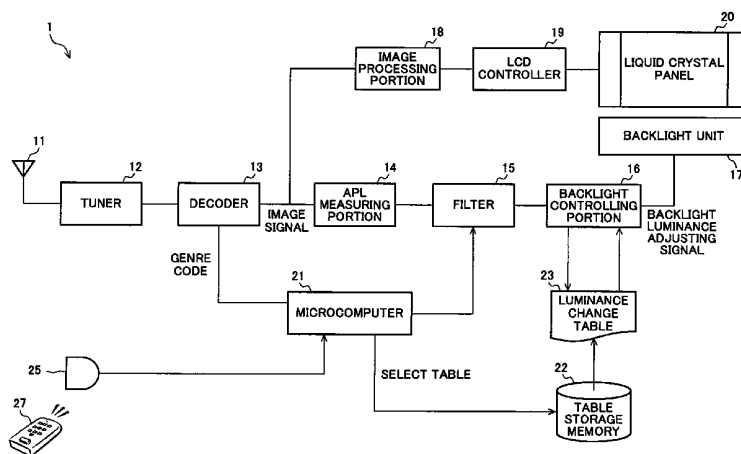 1
18
IMAGE
PROCESSING
PORTION
19
LCD
CONTROLLER
20
LIQUID CRYSTAL
PANEL
BACKLIGHT UNIT
17
11
12
TUNER
13
DECODER
IMAGE
SIGNAL
14
APL
MEASURING
PORTION
15
FILTER
16
BACKLIGHT
CONTROLLING
PORTION
BACKLIGHT
LUMINANCE
ADJUSTING
SIGNAL
GENRE
CODE
21
MICROCOMPUTER
23
LUMINANCE
CHANGE
TABLE
25
SELECT TABLE
22
TABLE
STORAGE
MEMORY
27